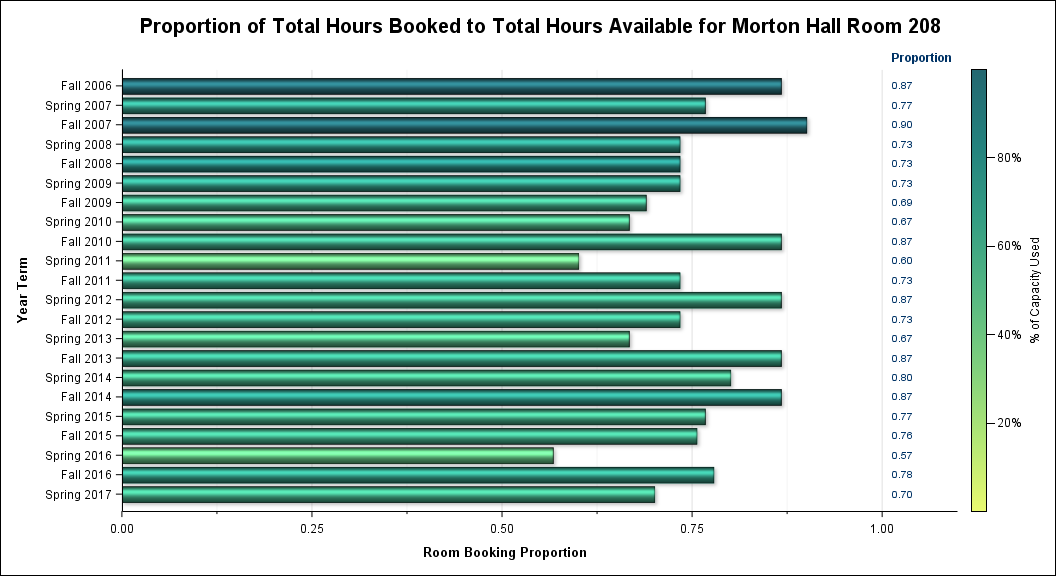 Proportion of Total Hours Booked to Total Hours Available for Morton Hall Room 208
Proportion
Fall 2006 0.87
Spring 2007 0.77
Fall 2007 0.90
Spring 2008 0.73
Fall 2008 0.73
Spring 2009 0.73
Fall 2009 0.69
Spring 2010 0.67
Fall 2010 0.87
Spring 2011 0.60
Fall 2011 0.73
Spring 2012 0.87
Fall 2012 0.73
Spring 2013 0.67
Fall 2013 0.87
Spring 2014 0.80
Fall 2014 0.87
Spring 2015 0.77
Fall 2015 0.76
Spring 2016 0.57
Fall 2016 0.78
Spring 2017 0.70
Year Term
0.00 0.25 0.50 0.75 1.00
Room Booking Proportion
80%
60%
40%
20%
% of Capacity Used